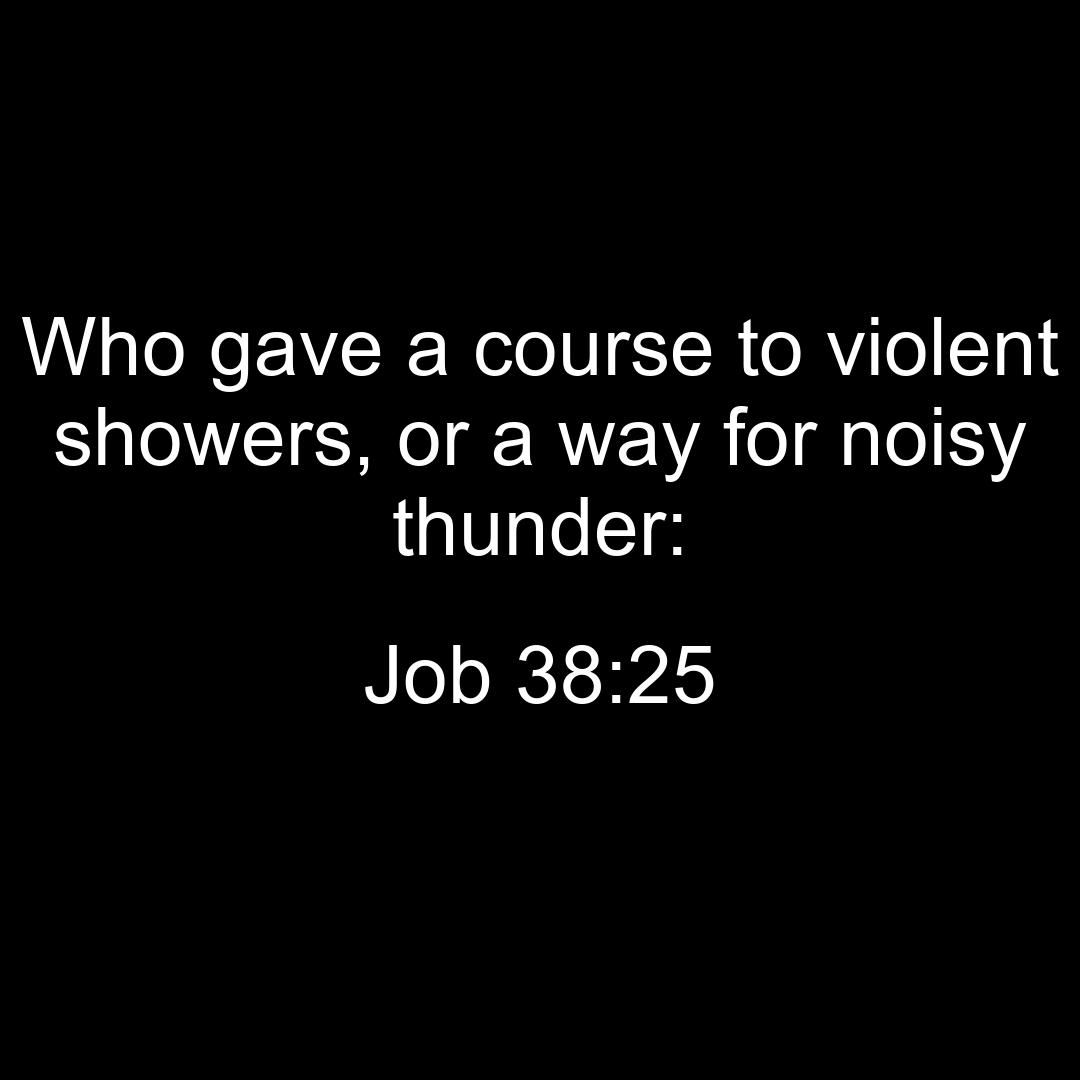 Who gave a course to violent
showers, or a way for noisy
thunder:
Job 38:25